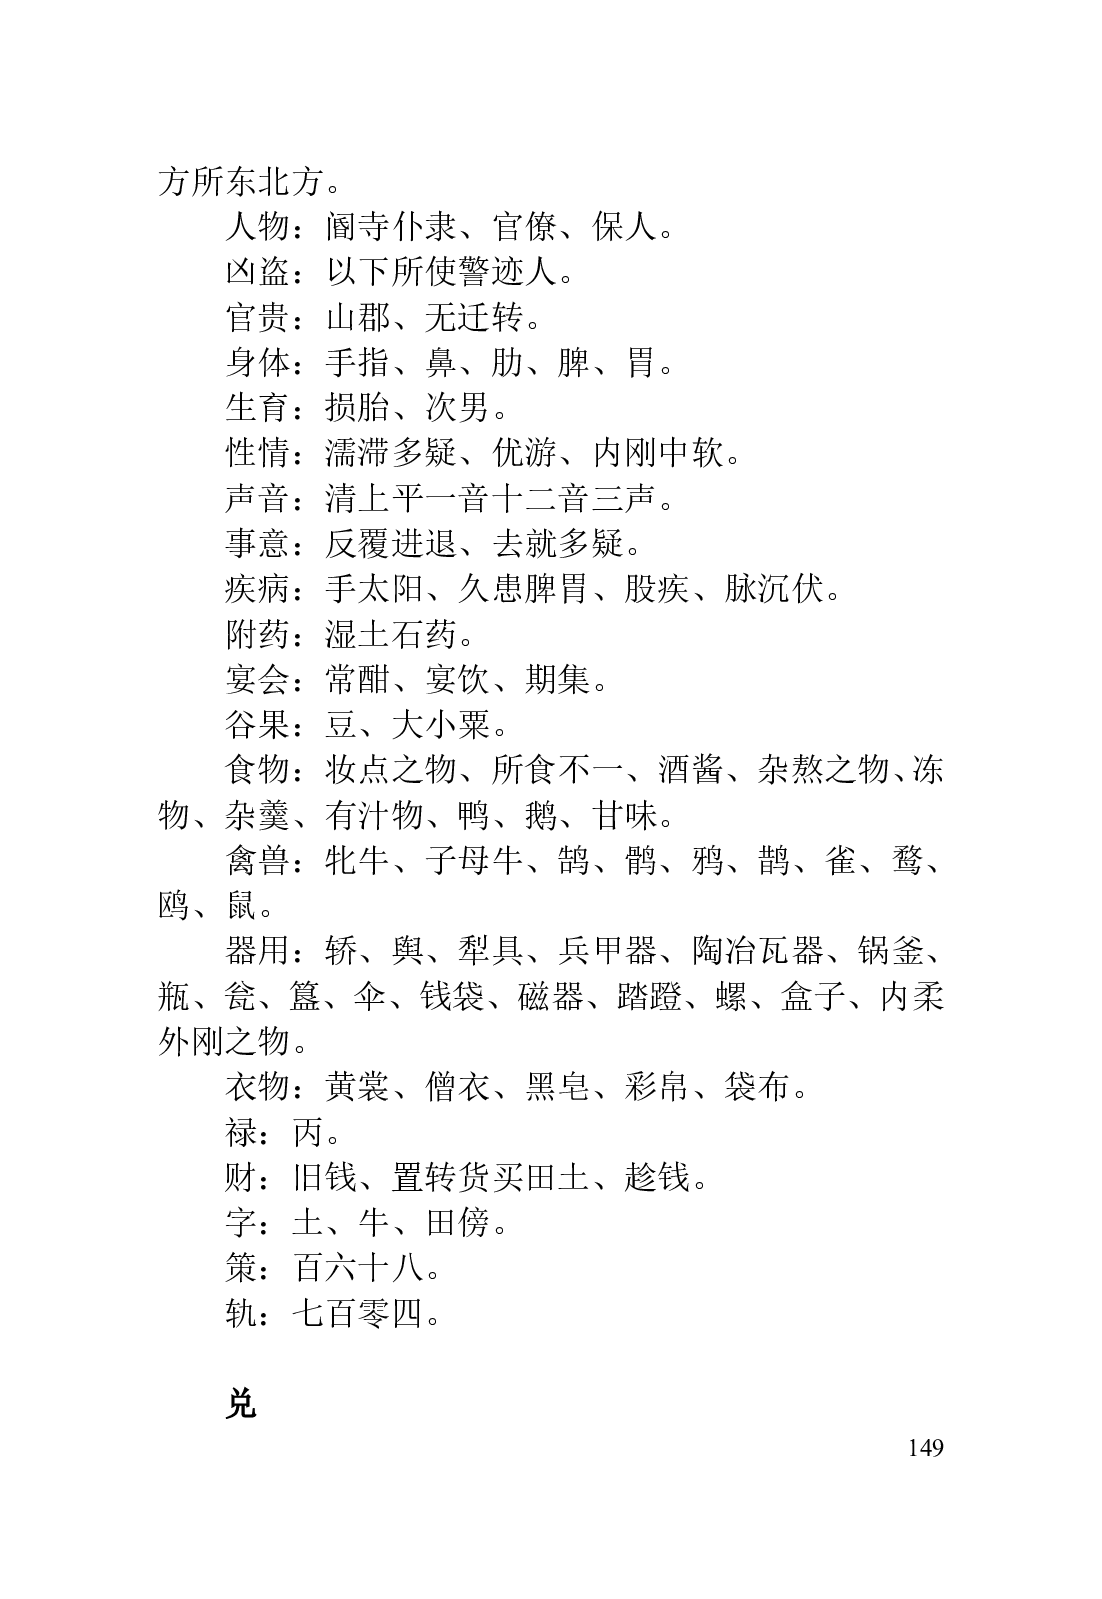 方所东北方。
人物：阍寺仆隶、官僚、保人。
凶盗：以下所使警迹人。
官贵：山郡、无迁转。
身体：手指、鼻、肋、脾、胃。
生育：损胎、次男。
性情：濡滞多疑、优游、内刚中软。
声音：清上平一音十二音三声。
事意：反覆进退、去就多疑。
疾病：手太阳、久患脾胃、股疾、脉沉伏。
附药：湿土石药。
宴会：常酣、宴饮、期集。
谷果：豆、大小粟。
食物：妆点之物、所食不一、酒酱、杂熬之物、冻
物、杂羹、有汁物、鸭、鹅、甘味。
禽兽：牝牛、子母牛、鹄、鹘、鸦、鹊、雀、鹜、
鸥、鼠。
器用：轿、舆、犁具、兵甲器、陶冶瓦器、锅釜、
瓶、瓮、簋、伞、钱袋、磁器、踏蹬、螺、盒子、内柔
外刚之物。
衣物：黄裳、僧衣、黑皂、彩帛、袋布。
禄：丙。
财：旧钱、置转货买田土、趁钱。
字：土、牛、田傍。
策：百六十八。
轨：七百零四。
兑
149